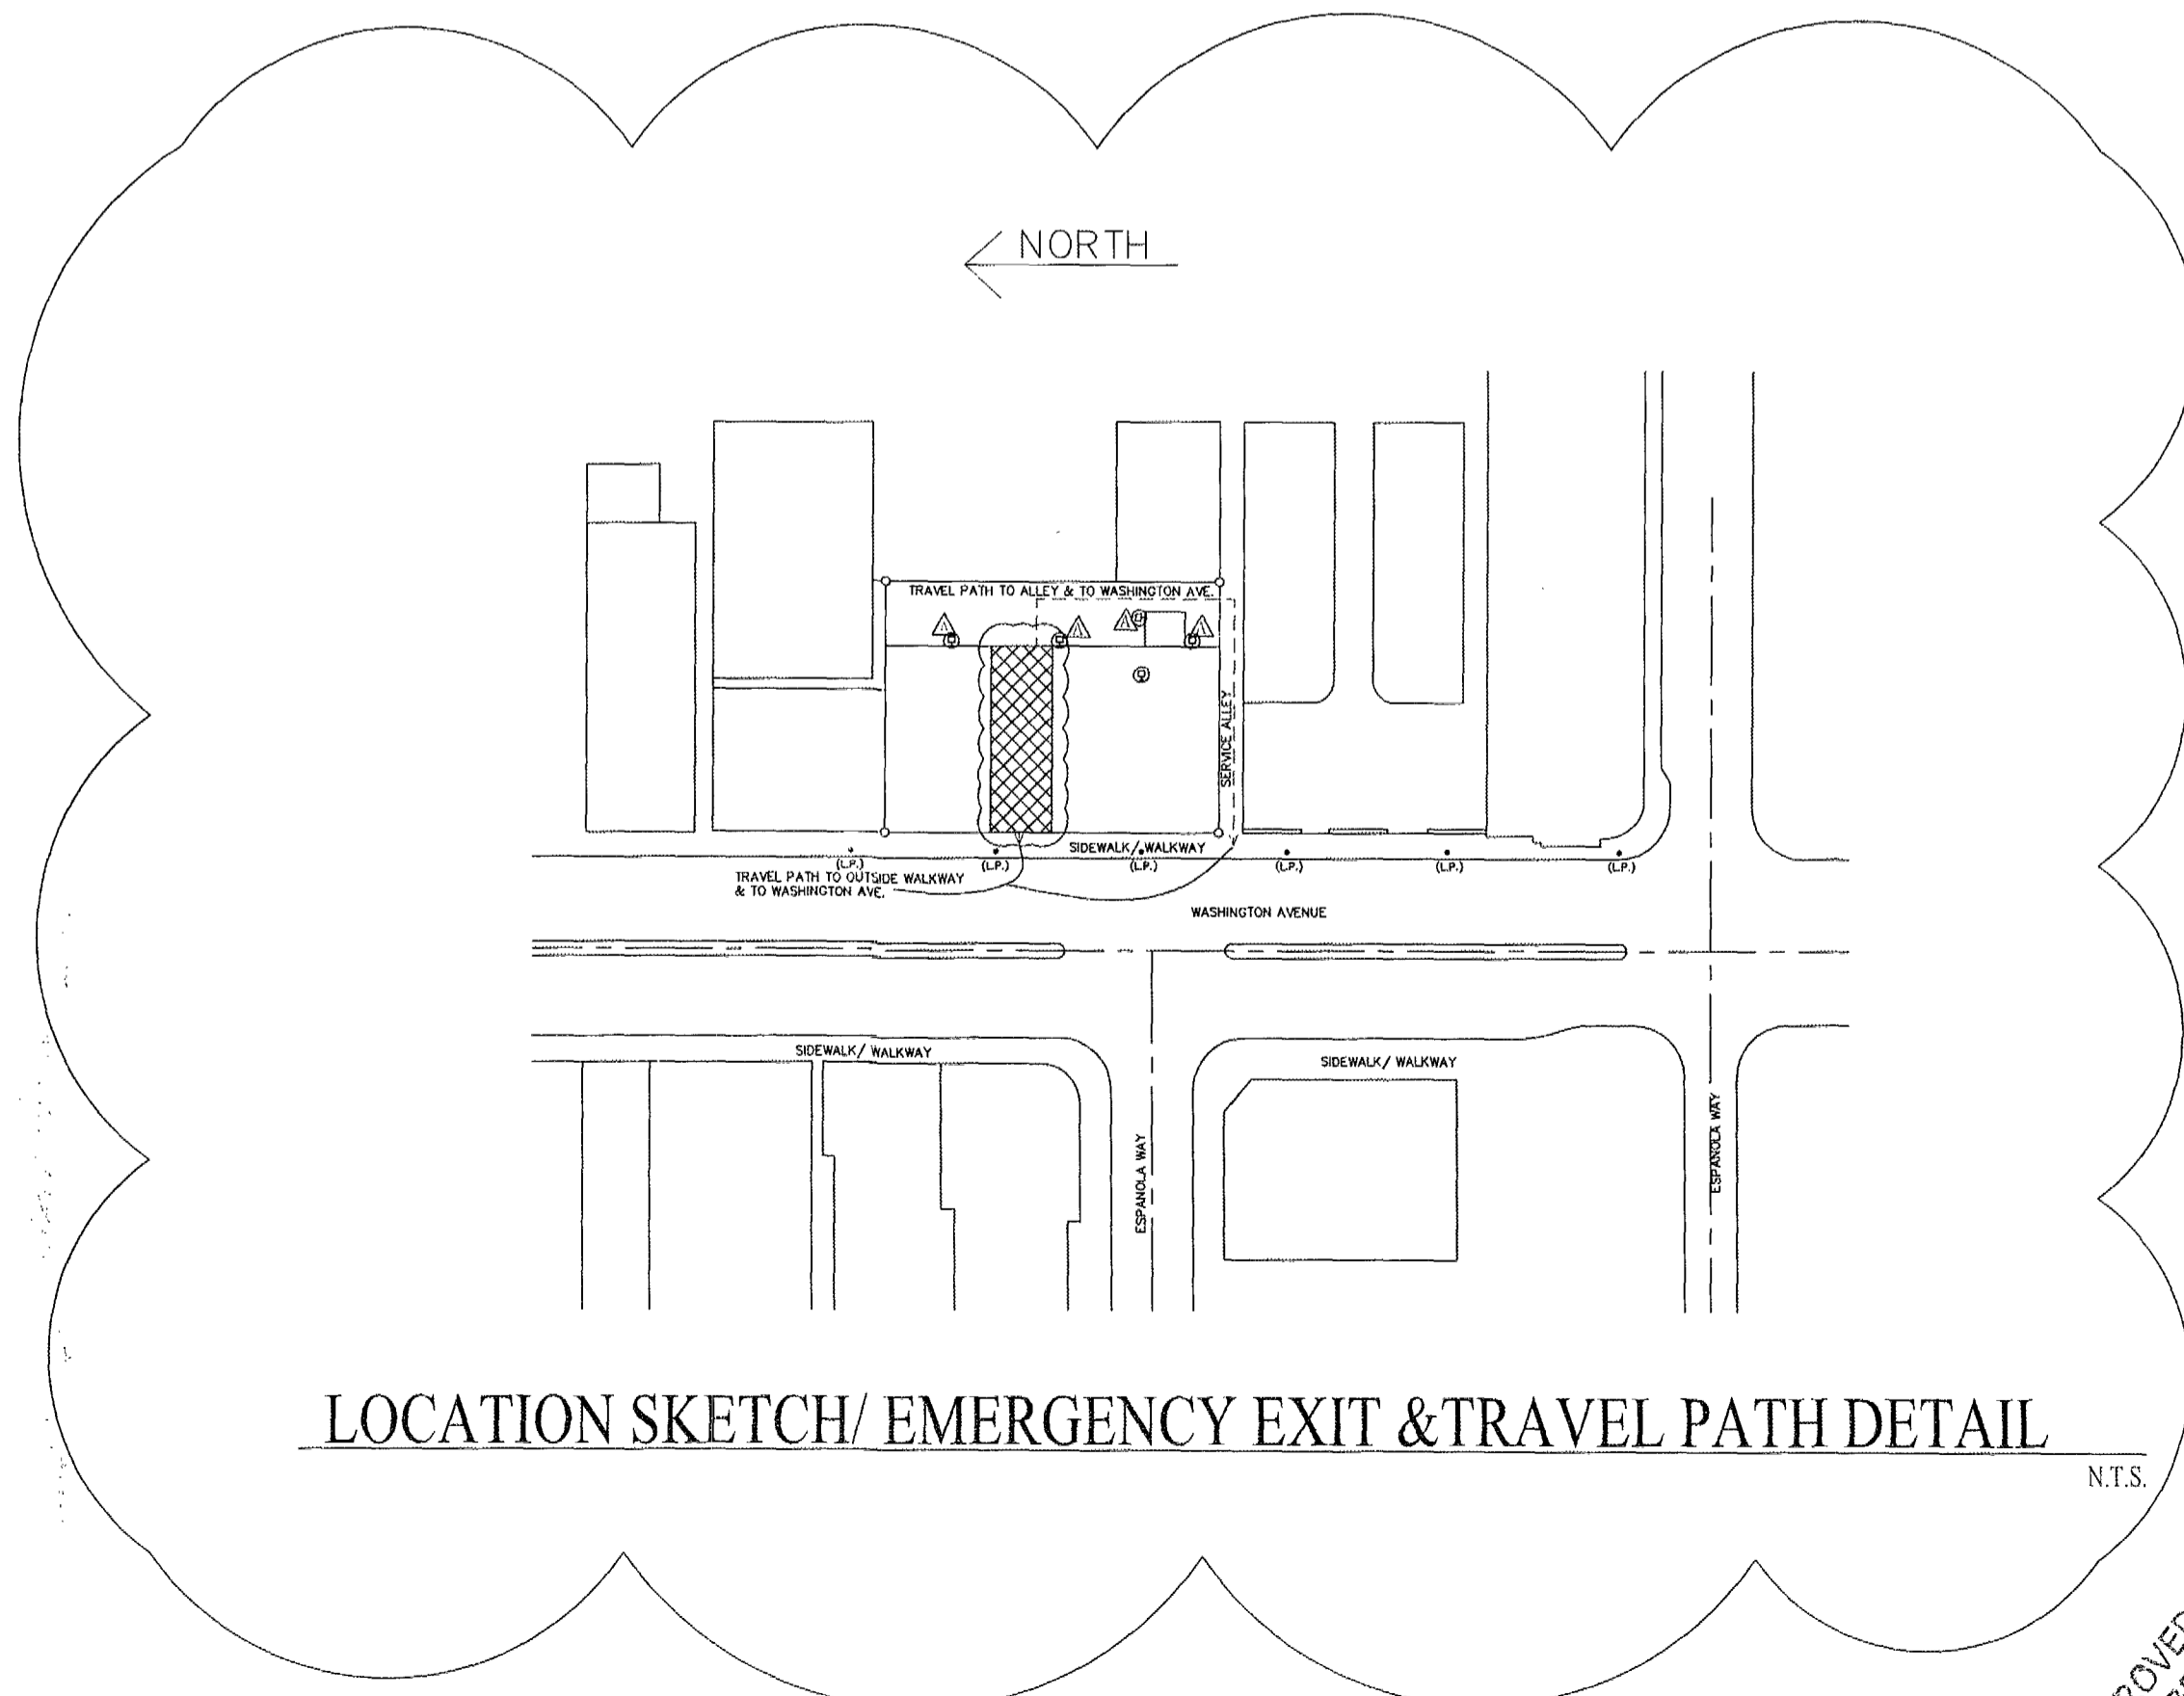 NORTH
TRAVEL PATH TO ALLEY & TO WASHINGTON AVE.
SERVICE ALLEY
SIDEWALK/ WALKWAY
(L.P.)
(L.P.)
(L.P.)
(L.P.)
(L.P.)
(L.P.)
TRAVEL PATH TO OUTSIDE WALKWAY
& TO WASHINGTON AVE.
WASHINGTON AVENUE
SIDEWALK/ WALKWAY
SIDEWALK/ WALKWAY
ESPANOLA WAY
ESPANOLA WAY
LOCATION SKETCH/ EMERGENCY EXIT &TRAVEL PATH DETAIL
N.T.S.